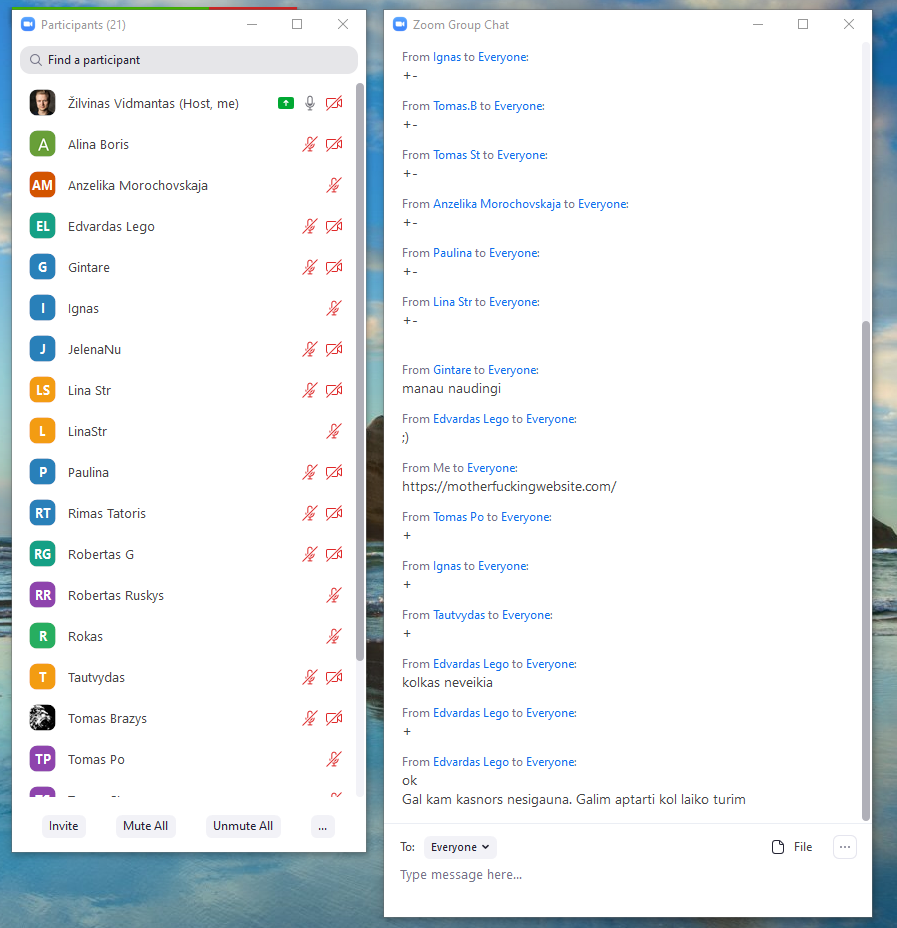 Participants (21)
Find a participant
Žilvinas Vidmantas (Host, me)
A
Alina Boris
AM
Anzelika Morochovskaja
EL
Edvardas Lego
G
Gintare
I
Ignas
J
JelenaNu
LS
Lina Str
L
LinaStr
P
Paulina
RT
Rimas Tatoris
RG
Robertas G
RR
Robertas Ruskys
R
Rokas
T
Tautvydas
Tomas Brazys
TP
Tomas Po
Invite
Mute All
Unmute All
...
Zoom Group Chat
From Ignas to Everyone:
+-
From Tomas.B to Everyone:
+-
From Tomas St to Everyone:
+-
From Anzelika Morochovskaja to Everyone:
+-
From Paulina to Everyone:
+-
From Lina Str to Everyone:
+-
From Gintare to Everyone:
manau naudingi
From Edvardas Lego to Everyone:
;)
From Me to Everyone:
https://motherfuckingwebsite.com/
From Tomas Po to Everyone:
+
From Ignas to Everyone:
+
From Tautvydas to Everyone:
+
From Edvardas Lego to Everyone:
kolkas neveikia
From Edvardas Lego to Everyone:
+
From Edvardas Lego to Everyone:
ok
Gal kam kasnors nesigauna. Galim aptarti kol laiko turim
To: Everyone
File
...
Type message here...